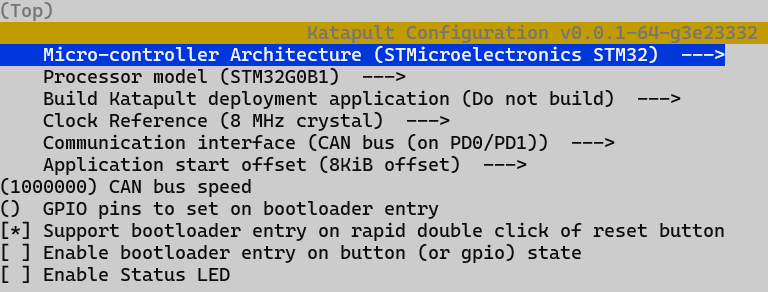 (Top)
Katapult Configuration v0.0.1-64-g3e23332
Micro-controller Architecture (STMicroelectronics STM32)  --->
Processor model (STM32G0B1)  --->
Build Katapult deployment application (Do not build)  --->
Clock Reference (8 MHz crystal)  --->
Communication interface (CAN bus (on PD0/PD1))  --->
Application start offset (8KiB offset)  --->
(1000000) CAN bus speed
()  GPIO pins to set on bootloader entry
[*] Support bootloader entry on rapid double click of reset button
[ ] Enable bootloader entry on button (or gpio) state
[ ] Enable Status LED